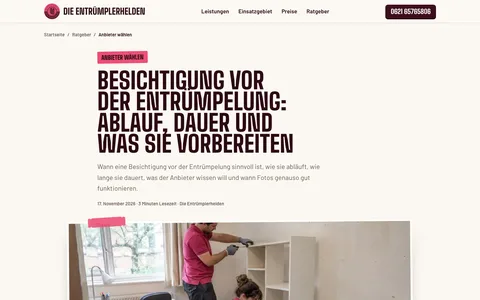 DIE ENTRÜMPLERHELDEN
Leistungen Einsatzgebiet Preise Ratgeber
0621 65765806
Startseite / Ratgeber / Anbieter wählen
ANBIETER WÄHLEN
BESICHTIGUNG VOR
DER ENTRÜMPELUNG:
ABLAUF, DAUER UND
WAS SIE VORBEREITEN
Wann eine Besichtigung vor der Entrümpelung sinnvoll ist, wie sie abläuft, wie
lange sie dauert, was der Anbieter wissen will und wann Fotos genauso gut
funktionieren.
17. November 2026 · 7 Minutes Lesezeit · Die Entrümplerhelden